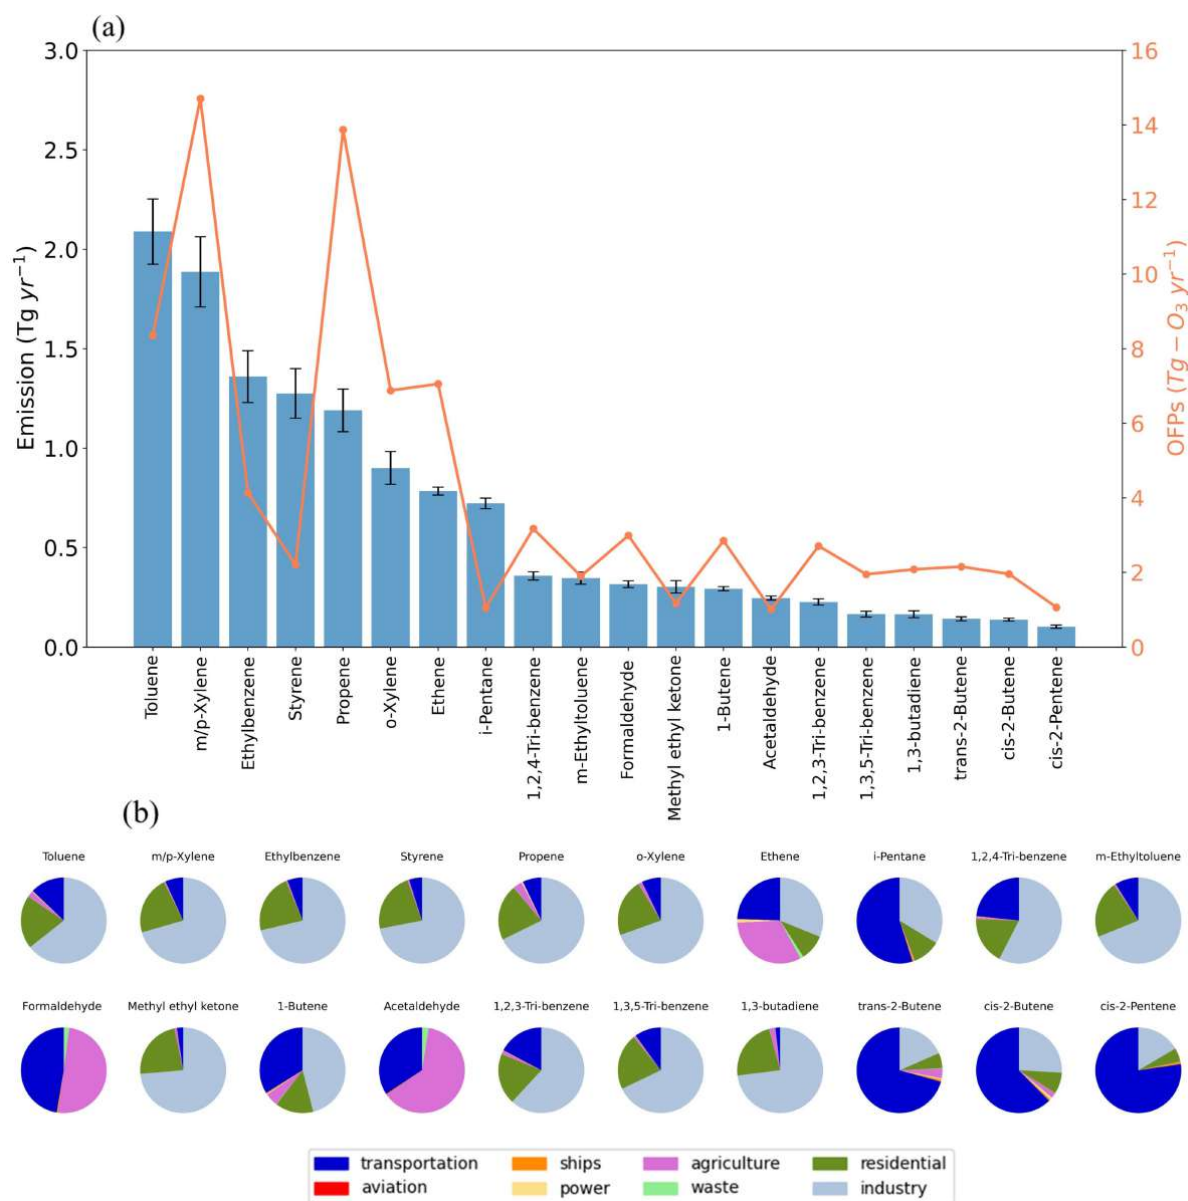 (a)
3.0
2.5
2.0
1.5
1.0
0.5
0.0
Emission (Tg yr⁻¹)
16
14
12
10
8
6
4
2
0
OFPs (Tg − O₃ yr⁻¹)
Toluene
m/p-Xylene
Ethylbenzene
Styrene
Propene
o-Xylene
Ethene
i-Pentane
1,2,4-Tri-benzene
m-Ethyltoluene
Formaldehyde
Methyl ethyl ketone
1-Butene
Acetaldehyde
1,2,3-Tri-benzene
1,3,5-Tri-benzene
1,3-butadiene
trans-2-Butene
cis-2-Butene
cis-2-Pentene
(b)
Toluene m/p-Xylene Ethylbenzene Styrene Propene o-Xylene Ethene i-Pentane 1,2,4-Tri-benzene m-Ethyltoluene
Formaldehyde Methyl ethyl ketone 1-Butene Acetaldehyde 1,2,3-Tri-benzene 1,3,5-Tri-benzene 1,3-butadiene trans-2-Butene cis-2-Butene cis-2-Pentene
transportation ships agriculture residential
aviation power waste industry